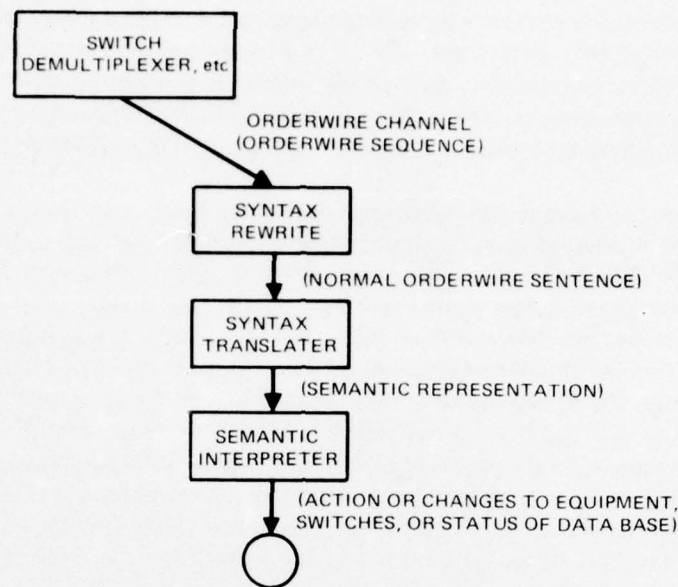 SWITCH
DEMULTIPLEXER, etc
ORDERWIRE CHANNEL
(ORDERWIRE SEQUENCE)
SYNTAX
REWRITE
(NORMAL ORDERWIRE SENTENCE)
SYNTAX
TRANSLATER
(SEMANTIC REPRESENTATION)
SEMANTIC
INTERPRETER
(ACTION OR CHANGES TO EQUIPMENT,
SWITCHES, OR STATUS OF DATA BASE)